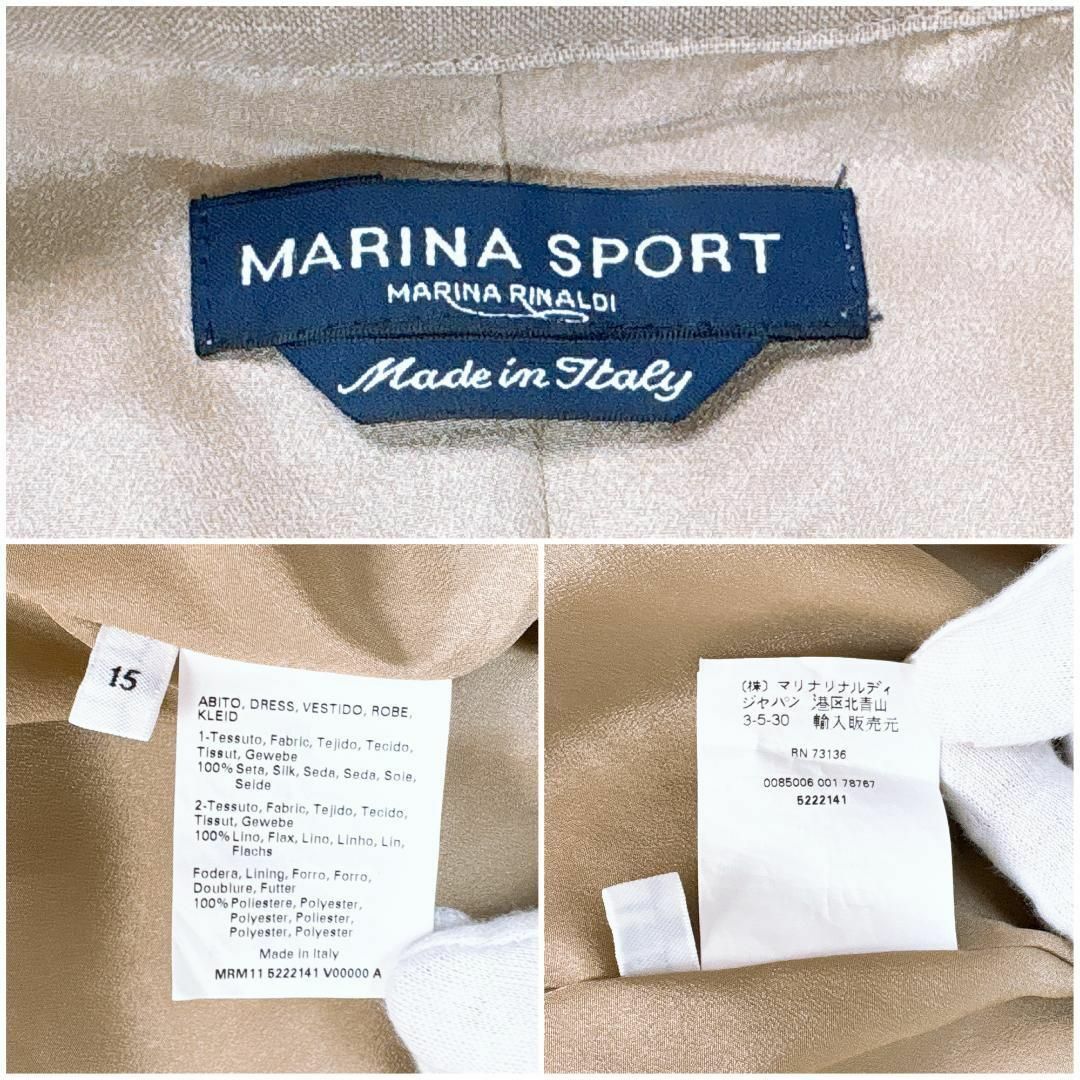 MARINA SPORT
MARINA RINALDI
Made in Italy
15
ABITO, DRESS, VESTIDO, ROBE,
KLEID
1-Tessuto, Fabric, Tejido, Tecido,
Tissut, Gewebe
100% Seta, Silk, Seda, Seda, Soie,
Seide
2-Tessuto, Fabric, Tejido, Tecido,
Tissut, Gewebe
100% Lino, Flax, Lino, Linho, Lin,
Flachs
Fodera, Lining, Forro, Forro,
Doublure, Futter
100% Poliestere, Polyester,
Polyester, Poliester,
Polyester, Polyester
Made in Italy
MRM11 5222141 V00000 A
(株) マリナリナルディ
ジャパン 港区北青山
3-5-30 輸入販売元
RN 73136
0085006 001 78767
5222141